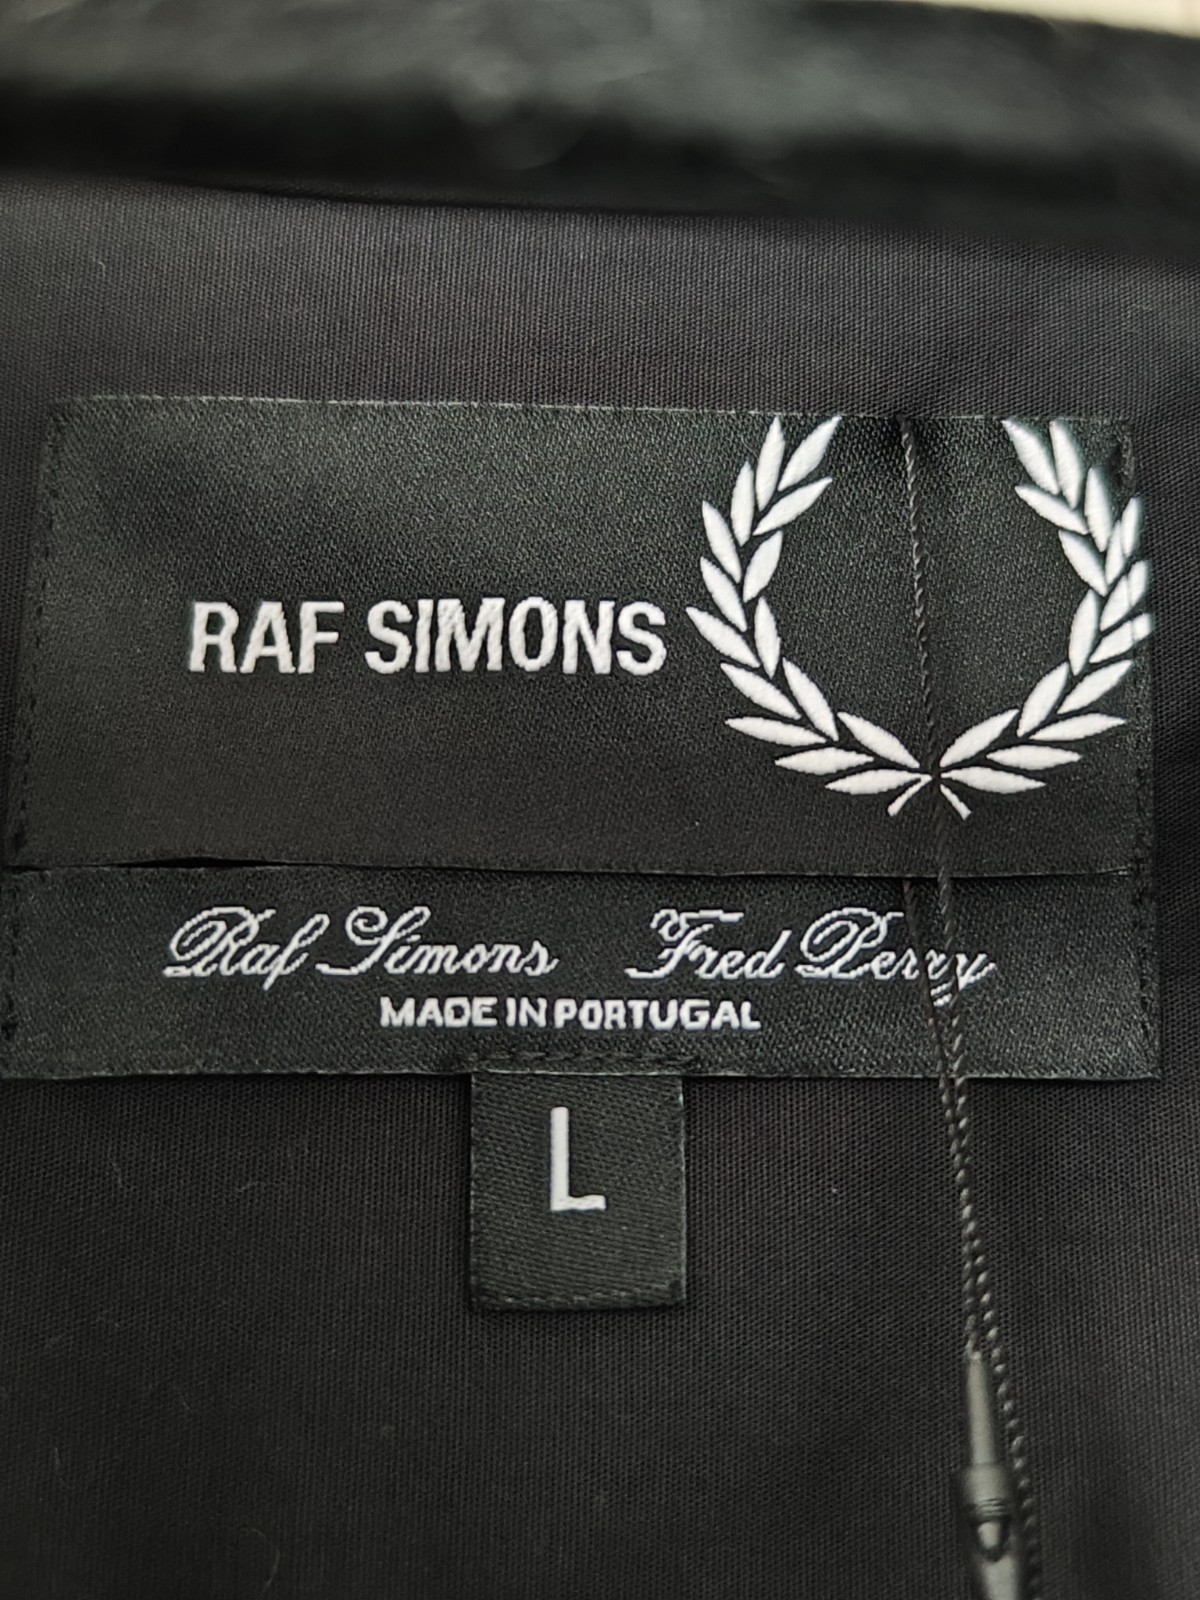 RAF SIMONS
Raf Simons Fred Perry
MADE IN PORTUGAL
L